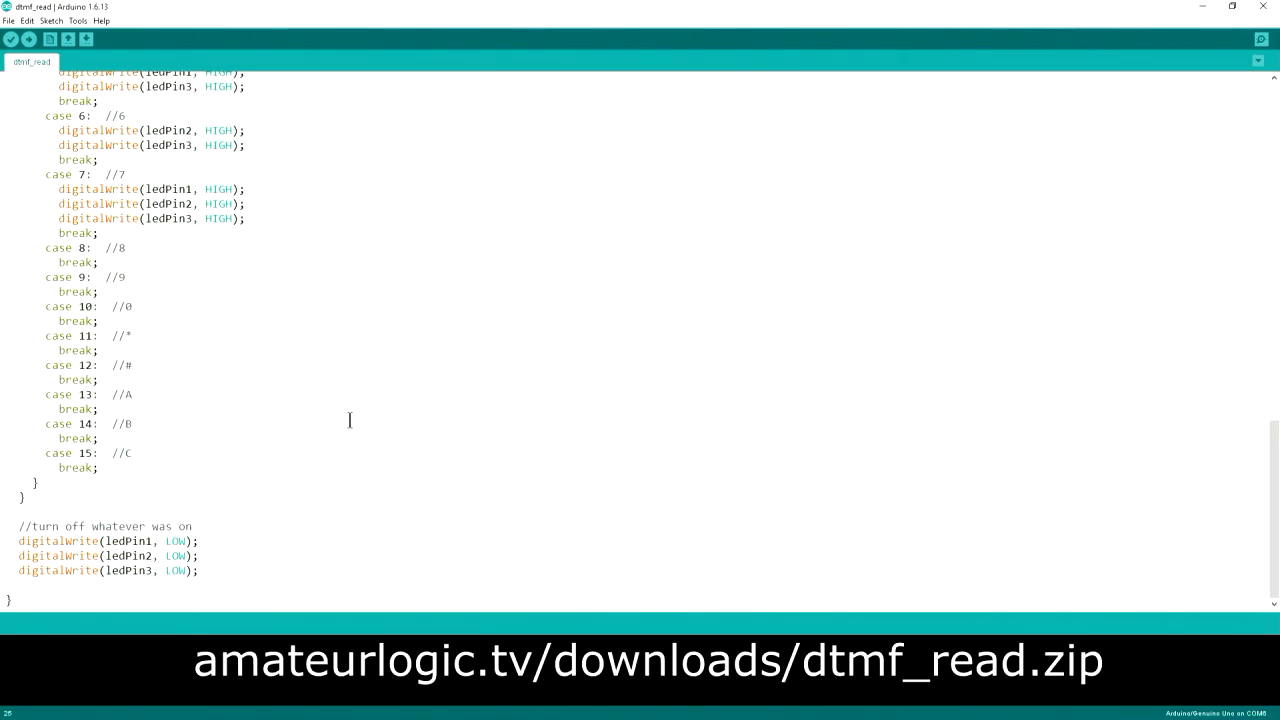 dtmf_read | Arduino 1.6.13
File Edit Sketch Tools Help
dtmf_read
digitalWrite(ledPin1, HIGH);
digitalWrite(ledPin3, HIGH);
break;
case 6:  //6
digitalWrite(ledPin2, HIGH);
digitalWrite(ledPin3, HIGH);
break;
case 7:  //7
digitalWrite(ledPin1, HIGH);
digitalWrite(ledPin2, HIGH);
digitalWrite(ledPin3, HIGH);
break;
case 8:  //8
break;
case 9:  //9
break;
case 10:  //0
break;
case 11:  //*
break;
case 12:  //#
break;
case 13:  //A
break;
case 14:  //B
break;
case 15:  //C
break;
}
}
//turn off whatever was on
digitalWrite(ledPin1, LOW);
digitalWrite(ledPin2, LOW);
digitalWrite(ledPin3, LOW);
}
amateurlogic.tv/downloads/dtmf_read.zip
25 Arduino/Genuino Uno on COM6